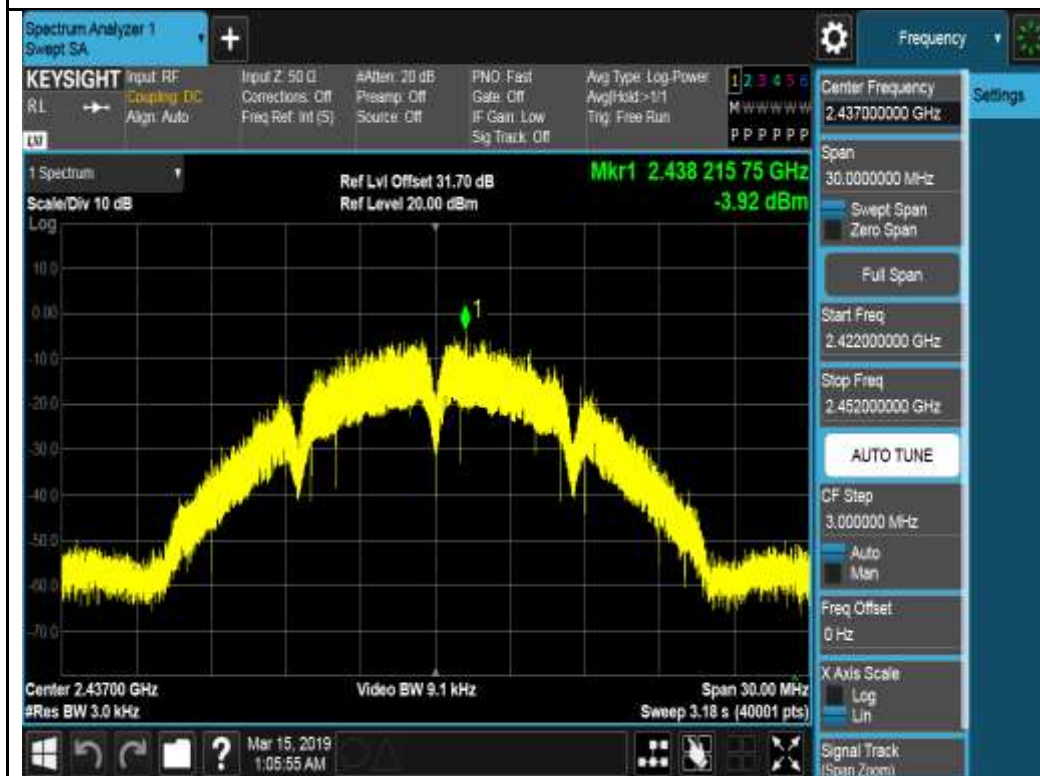 Spectrum Analyzer 1
Swept SA
Frequency
KEYSIGHT
Input: RF
Coupling: DC
Align: Auto
RL
LXI
Input Z: 50 Ω
Corrections: Off
Freq Ref: Int (S)
#Atten: 20 dB
Preamp: Off
Source: Off
PNO: Fast
Gate: Off
IF Gain: Low
Sig Track: Off
Avg Type: Log-Power
Avg|Hold:>1/1
Trig: Free Run
1 2 3 4 5 6
M W W W W W
P P P P P P
Center Frequency
2.437000000 GHz
Settings
1 Spectrum
Scale/Div 10 dB
Log
Ref Lvl Offset 31.70 dB
Ref Level 20.00 dBm
Mkr1 2.438 215 75 GHz
-3.92 dBm
Span
30.0000000 MHz
Swept Span
Zero Span
Full Span
Start Freq
2.422000000 GHz
Stop Freq
2.452000000 GHz
AUTO TUNE
CF Step
3.000000 MHz
Auto
Man
Freq Offset
0 Hz
X Axis Scale
Log
Lin
Signal Track
(Span Zoom)
10.0
0.00
-10.0
-20.0
-30.0
-40.0
-50.0
-60.0
-70.0
1
Center 2.43700 GHz
#Res BW 3.0 kHz
Video BW 9.1 kHz
Span 30.00 MHz
Sweep 3.18 s (40001 pts)
?
Mar 15, 2019
1:05:55 AM